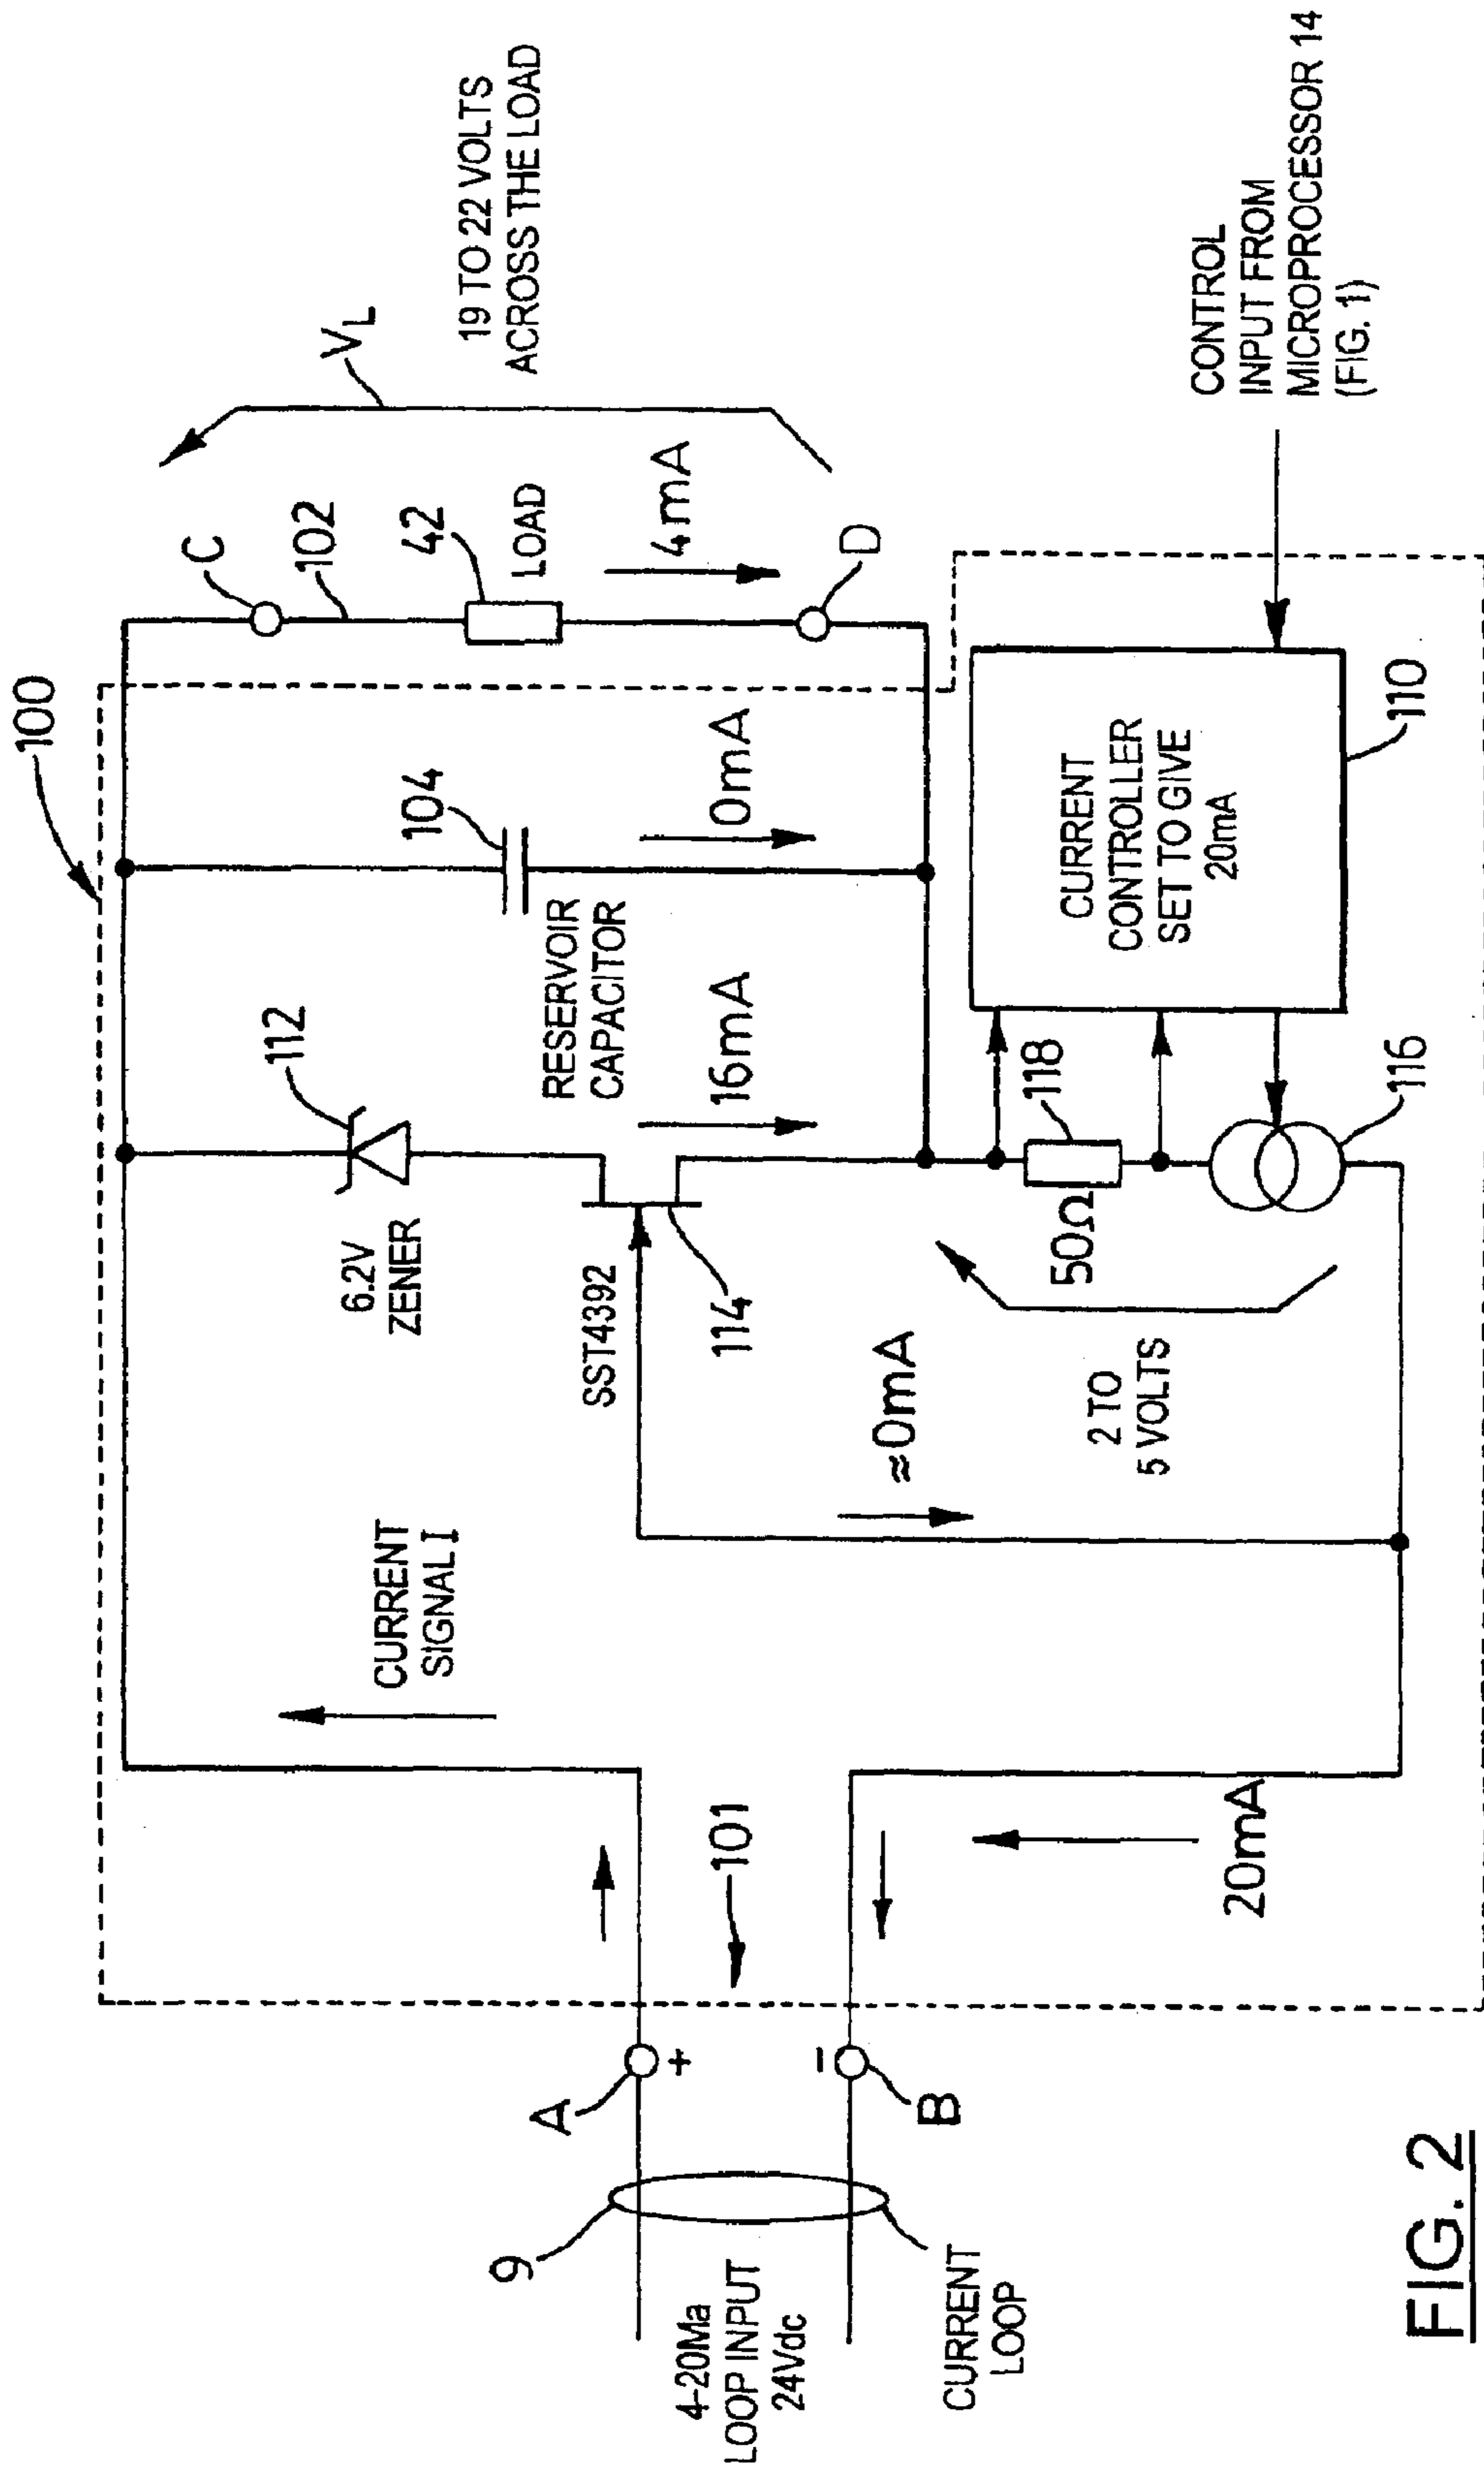 100
CURRENT
SIGNAL I
112
6.2V
ZENER
104
RESERVOIR
CAPACITOR
C
102
42
LOAD
V_L
19 TO 22 VOLTS
ACROSS THE LOAD
SST4392
114
16mA
0mA
4mA
D
9
A
+
101
4-20Ma
LOOP INPUT
24Vdc
−
B
CURRENT
LOOP
≈0mA
20mA
2 TO
5 VOLTS
50Ω
118
116
CURRENT
CONTROLLER
SET TO GIVE
20mA
110
CONTROL
INPUT FROM
MICROPROCESSOR 14
(FIG. 1)
FIG. 2